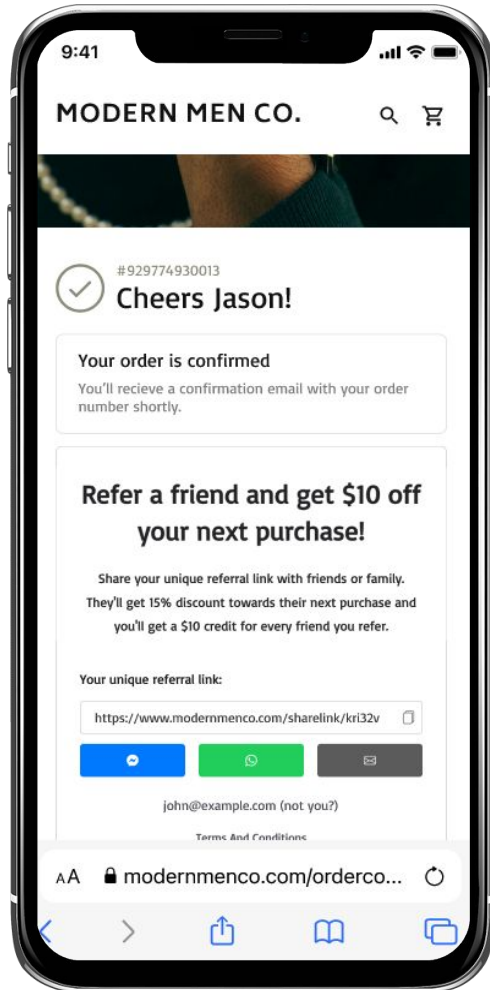 9:41
MODERN MEN CO.
#929774930013
Cheers Jason!
Your order is confirmed
You'll recieve a confirmation email with your order
number shortly.
Refer a friend and get $10 off
your next purchase!
Share your unique referral link with friends or family.
They'll get 15% discount towards their next purchase and
you'll get a $10 credit for every friend you refer.
Your unique referral link:
https://www.modernmenco.com/sharelink/kri32v
john@example.com (not you?)
Terms And Conditions
AA modernmenco.com/orderco...